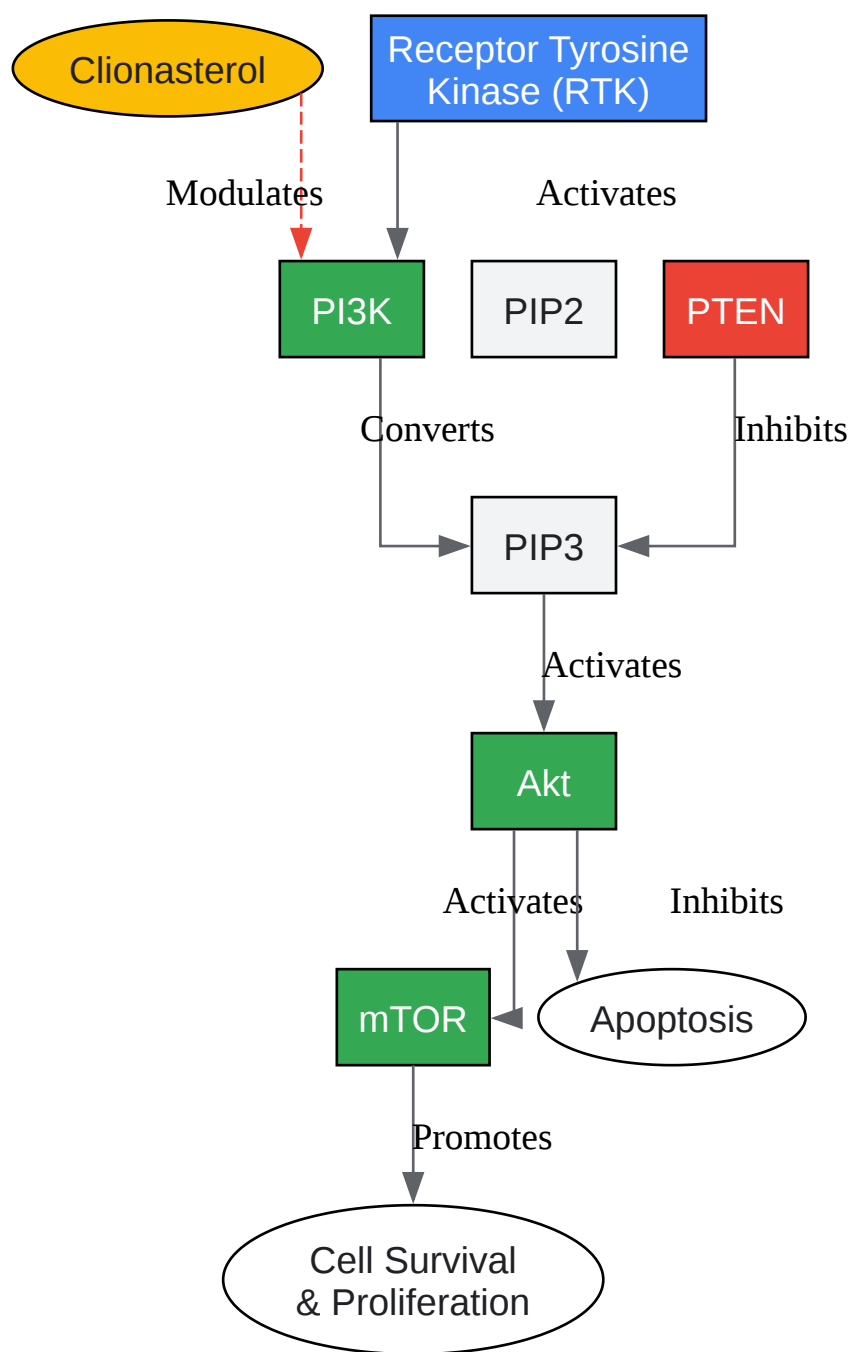 Clionasterol
Receptor Tyrosine
Kinase (RTK)
Modulates
Activates
PI3K
PIP2
PTEN
Converts
Inhibits
PIP3
Activates
Akt
Activates
Inhibits
mTOR
Apoptosis
Promotes
Cell Survival
& Proliferation